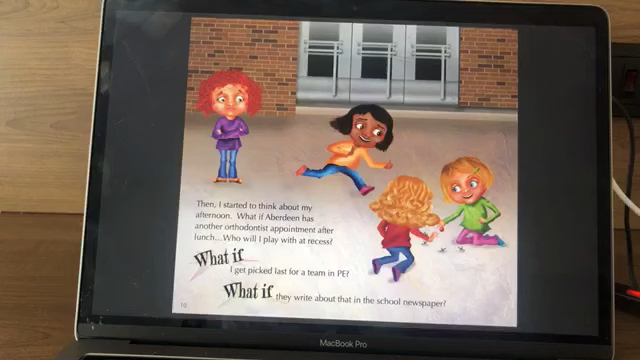 Then, I started to think about my
afternoon. What if Aberdeen has
another orthodontist appointment after
lunch...Who will I play with at recess?
What if
I get picked last for a team in PE?
What if they write about that in the school newspaper?
10
MacBook Pro